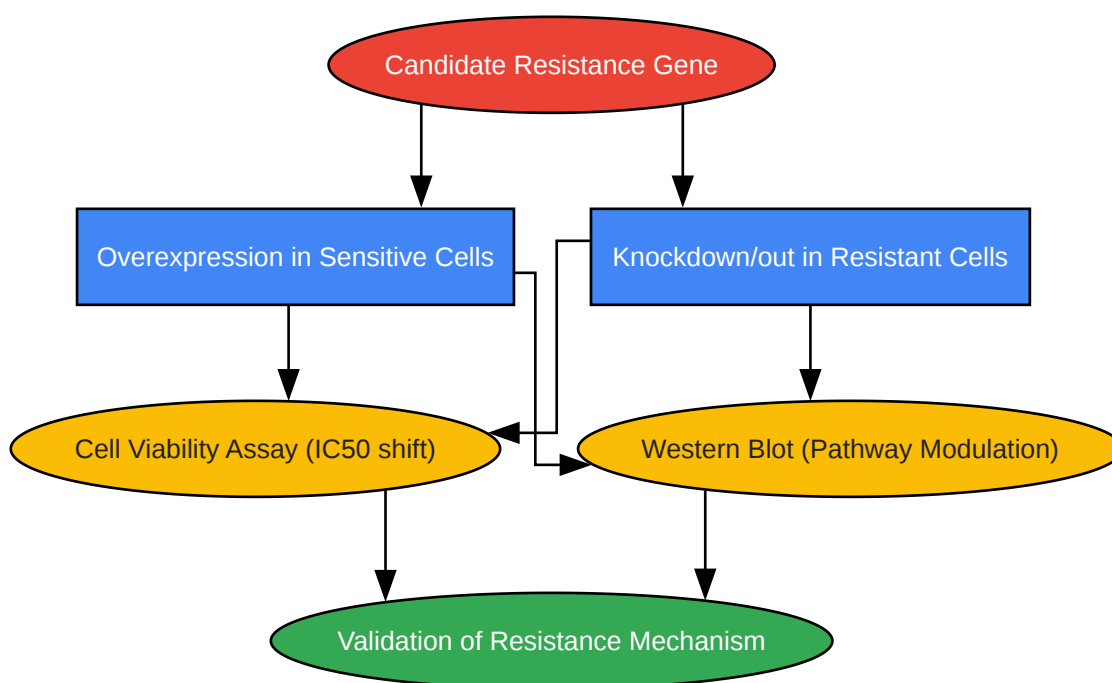 Candidate Resistance Gene
Overexpression in Sensitive Cells
Knockdown/out in Resistant Cells
Cell Viability Assay (IC50 shift)
Western Blot (Pathway Modulation)
Validation of Resistance Mechanism